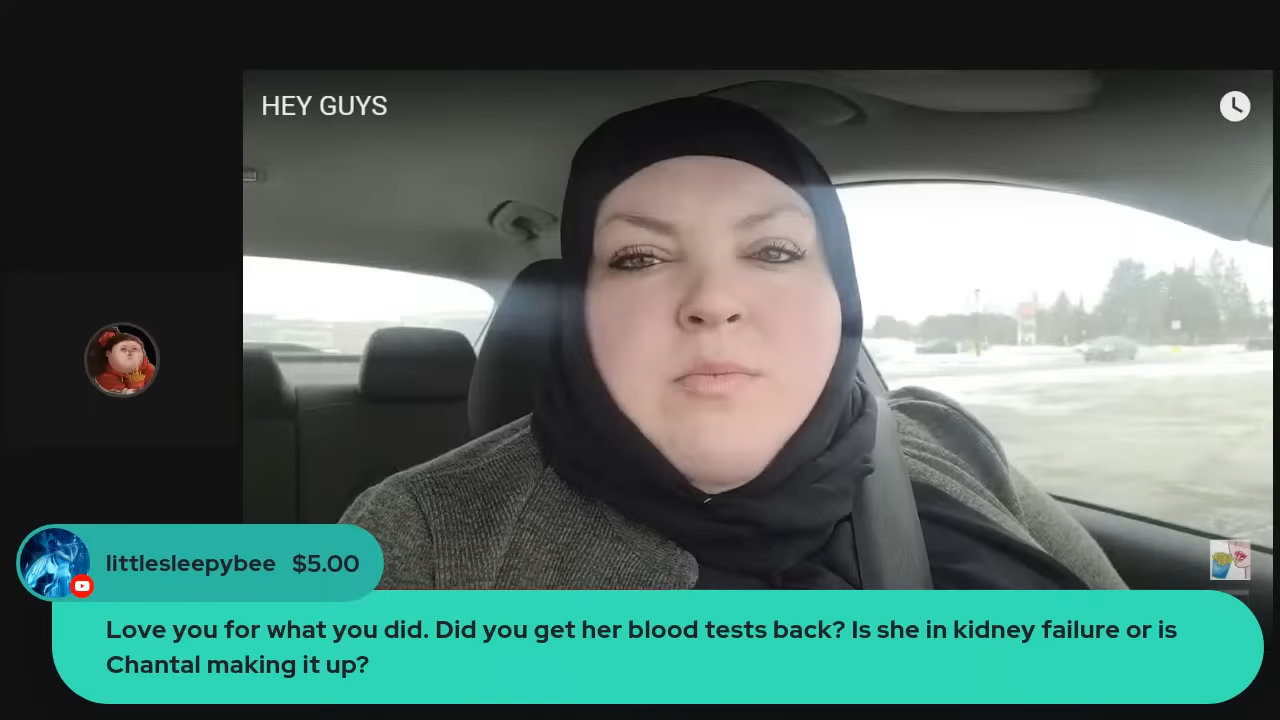 HEY GUYS
littlesleepybee $5.00
Love you for what you did. Did you get her blood tests back? Is she in kidney failure or is
Chantal making it up?